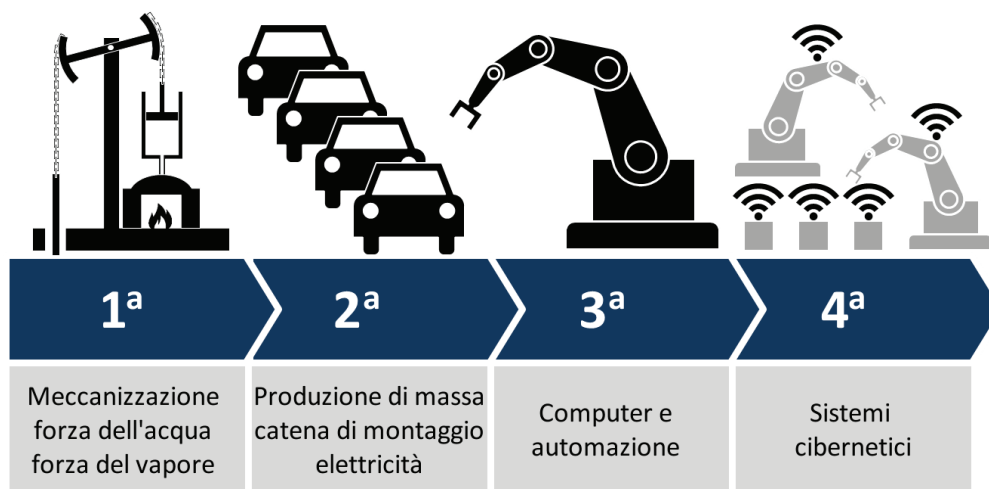 1ª
2ª
3ª
4ª
Meccanizzazione
forza dell'acqua
forza del vapore
Produzione di massa
catena di montaggio
elettricità
Computer e
automazione
Sistemi
cibernetici